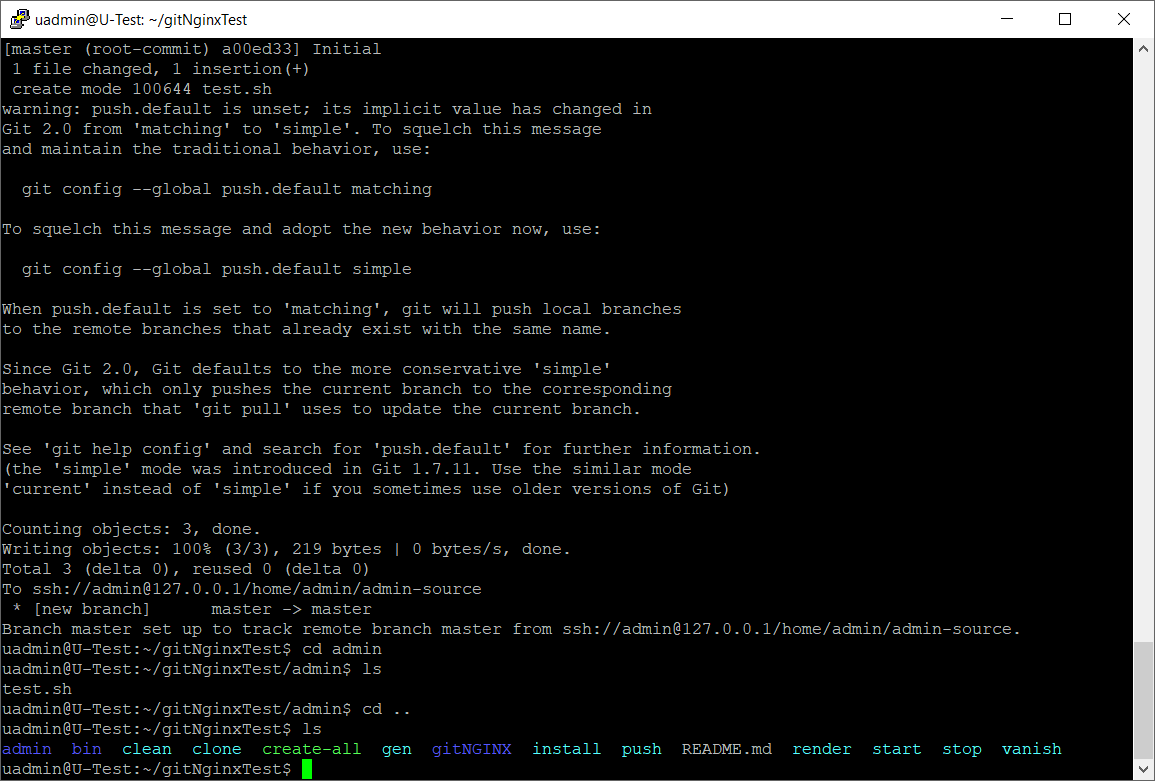 uadmin@U-Test: ~/gitNginxTest
[master (root-commit) a00ed33] Initial
 1 file changed, 1 insertion(+)
 create mode 100644 test.sh
warning: push.default is unset; its implicit value has changed in
Git 2.0 from 'matching' to 'simple'. To squelch this message
and maintain the traditional behavior, use:

  git config --global push.default matching

To squelch this message and adopt the new behavior now, use:

  git config --global push.default simple

When push.default is set to 'matching', git will push local branches
to the remote branches that already exist with the same name.

Since Git 2.0, Git defaults to the more conservative 'simple'
behavior, which only pushes the current branch to the corresponding
remote branch that 'git pull' uses to update the current branch.

See 'git help config' and search for 'push.default' for further information.
(the 'simple' mode was introduced in Git 1.7.11. Use the similar mode
'current' instead of 'simple' if you sometimes use older versions of Git)

Counting objects: 3, done.
Writing objects: 100% (3/3), 219 bytes | 0 bytes/s, done.
Total 3 (delta 0), reused 0 (delta 0)
To ssh://admin@127.0.0.1/home/admin/admin-source
 * [new branch]      master -> master
Branch master set up to track remote branch master from ssh://admin@127.0.0.1/home/admin/admin-source.
uadmin@U-Test:~/gitNginxTest$ cd admin
uadmin@U-Test:~/gitNginxTest/admin$ ls
test.sh
uadmin@U-Test:~/gitNginxTest/admin$ cd ..
uadmin@U-Test:~/gitNginxTest$ ls
admin  bin  clean  clone  create-all  gen  gitNGINX  install  push  README.md  render  start  stop  vanish
uadmin@U-Test:~/gitNginxTest$